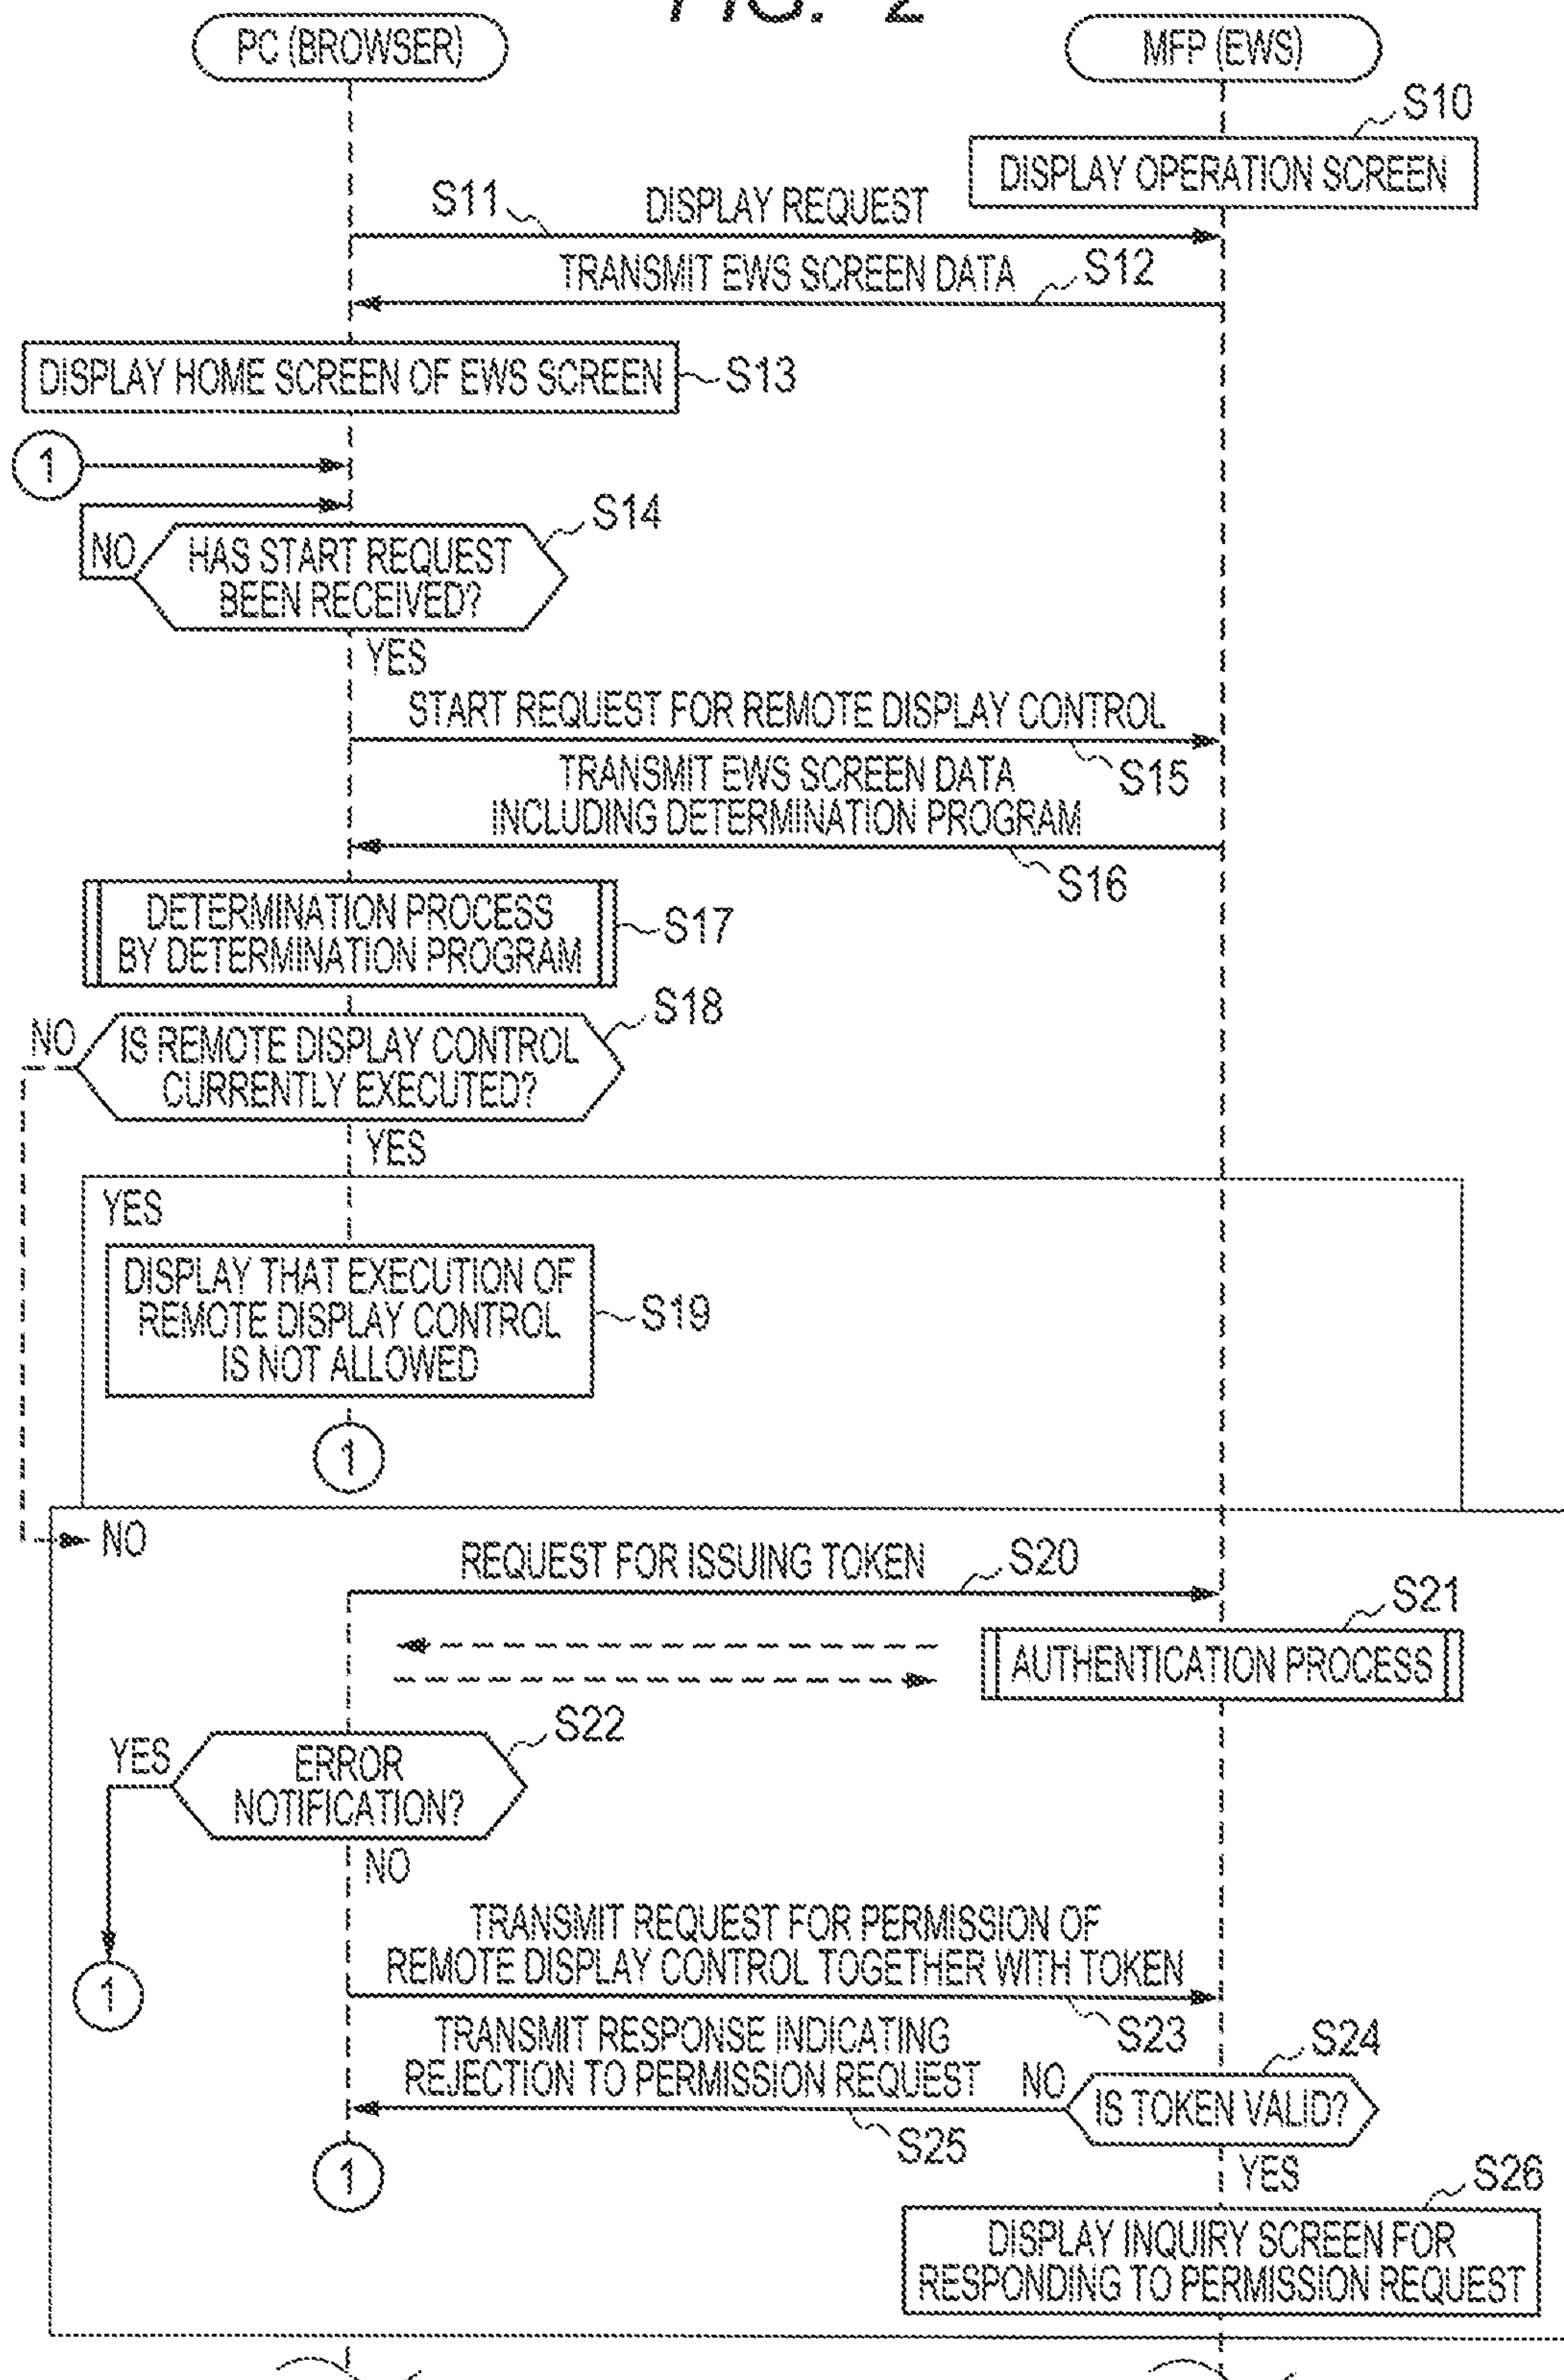 FIG. 2
PC (BROWSER)
MFP (EWS)
S10
DISPLAY OPERATION SCREEN
S11
DISPLAY REQUEST
TRANSMIT EWS SCREEN DATA
S12
DISPLAY HOME SCREEN OF EWS SCREEN
S13
1
S14
NO
HAS START REQUEST
BEEN RECEIVED?
YES
START REQUEST FOR REMOTE DISPLAY CONTROL
S15
TRANSMIT EWS SCREEN DATA
INCLUDING DETERMINATION PROGRAM
S16
DETERMINATION PROCESS
BY DETERMINATION PROGRAM
S17
S18
NO
IS REMOTE DISPLAY CONTROL
CURRENTLY EXECUTED?
YES
YES
DISPLAY THAT EXECUTION OF
REMOTE DISPLAY CONTROL
IS NOT ALLOWED
S19
1
NO
REQUEST FOR ISSUING TOKEN
S20
S21
AUTHENTICATION PROCESS
S22
YES
ERROR
NOTIFICATION?
NO
TRANSMIT REQUEST FOR PERMISSION OF
REMOTE DISPLAY CONTROL TOGETHER WITH TOKEN
1
S23
TRANSMIT RESPONSE INDICATING
REJECTION TO PERMISSION REQUEST
S24
NO
IS TOKEN VALID?
S25
1
YES
S26
DISPLAY INQUIRY SCREEN FOR
RESPONDING TO PERMISSION REQUEST